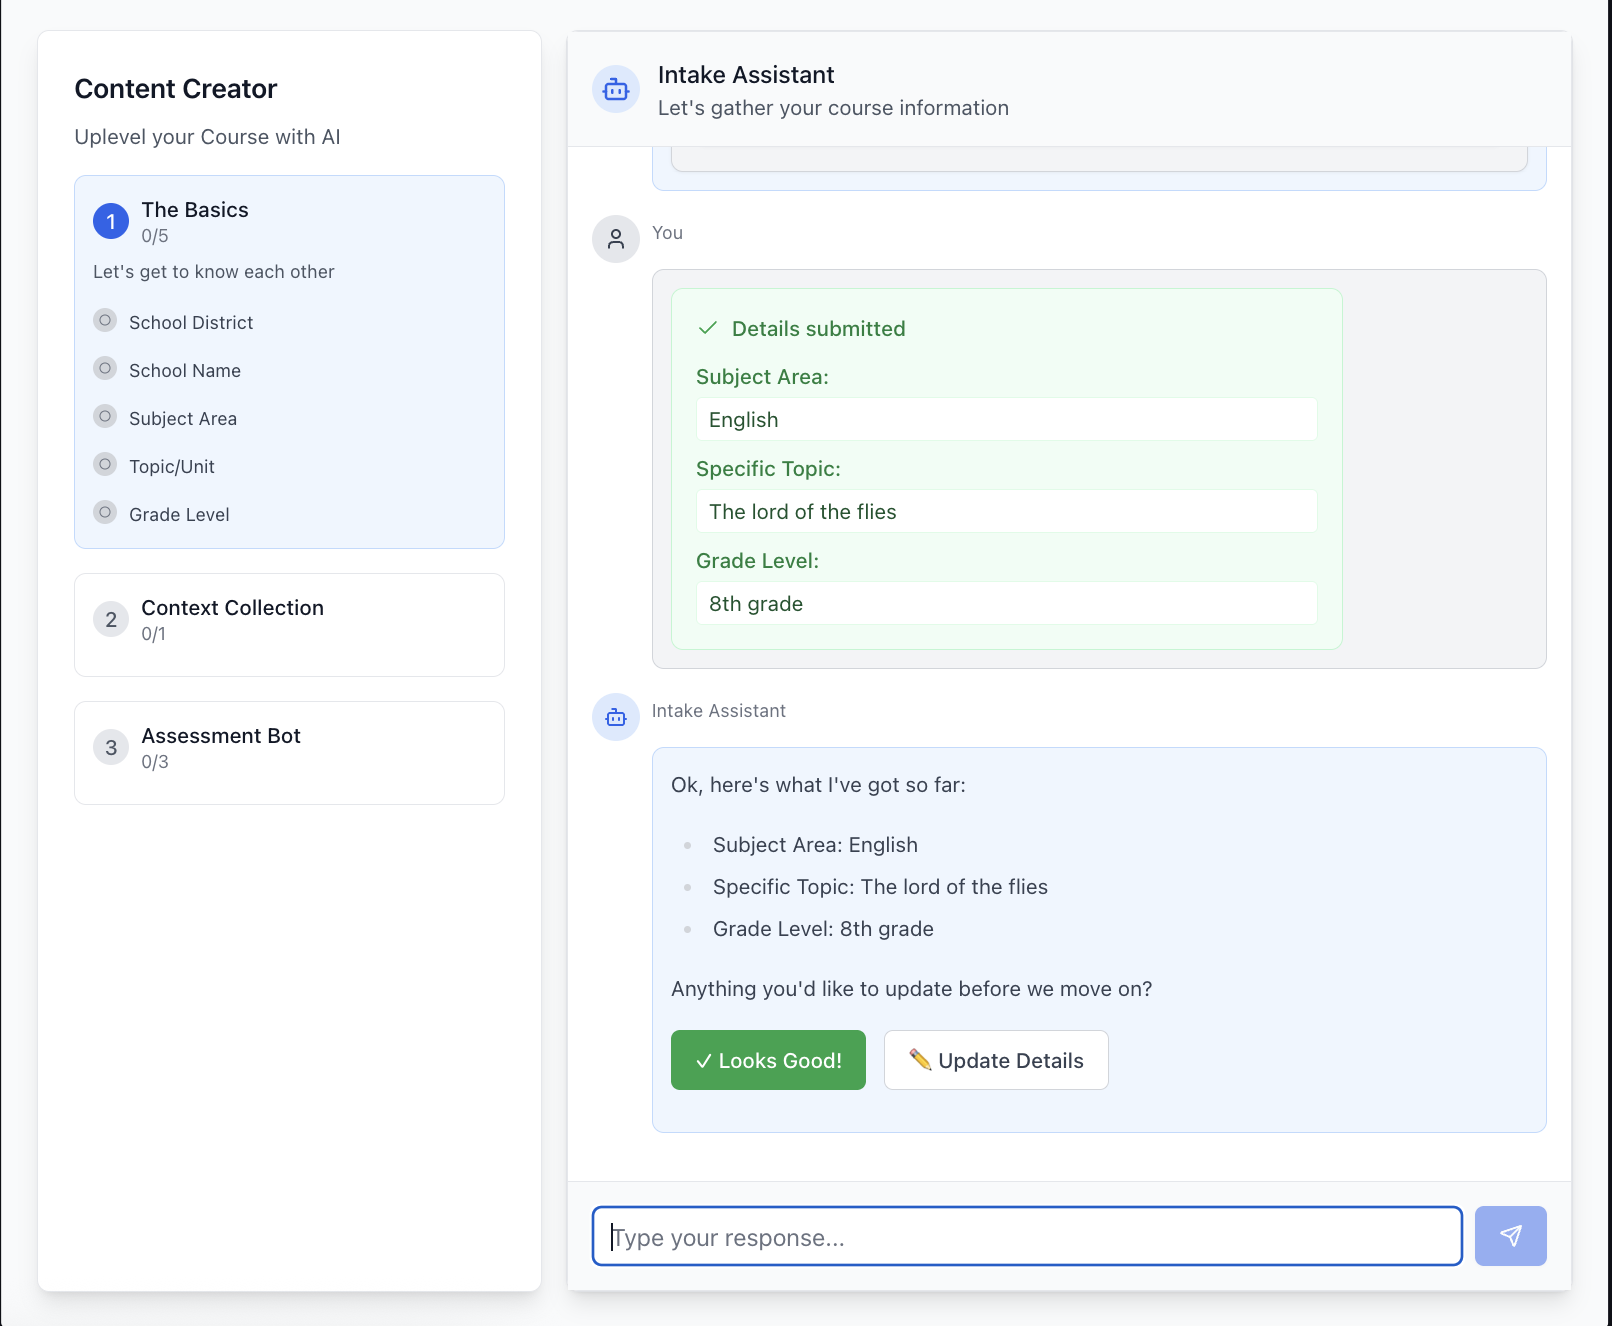 Content Creator
Uplevel your Course with AI
1
The Basics
0/5
Let's get to know each other
School District
School Name
Subject Area
Topic/Unit
Grade Level
2
Context Collection
0/1
3
Assessment Bot
0/3
Intake Assistant
Let's gather your course information
You
Details submitted
Subject Area:
English
Specific Topic:
The lord of the flies
Grade Level:
8th grade
Intake Assistant
Ok, here's what I've got so far:
Subject Area: English
Specific Topic: The lord of the flies
Grade Level: 8th grade
Anything you'd like to update before we move on?
✓ Looks Good!
✏️ Update Details
Type your response...